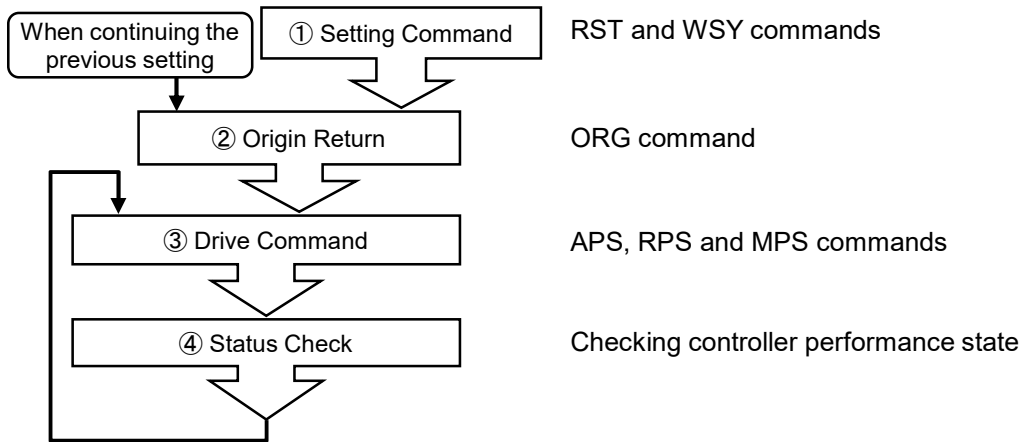 When continuing the
previous setting
① Setting Command
RST and WSY commands
② Origin Return
ORG command
③ Drive Command
APS, RPS and MPS commands
④ Status Check
Checking controller performance state